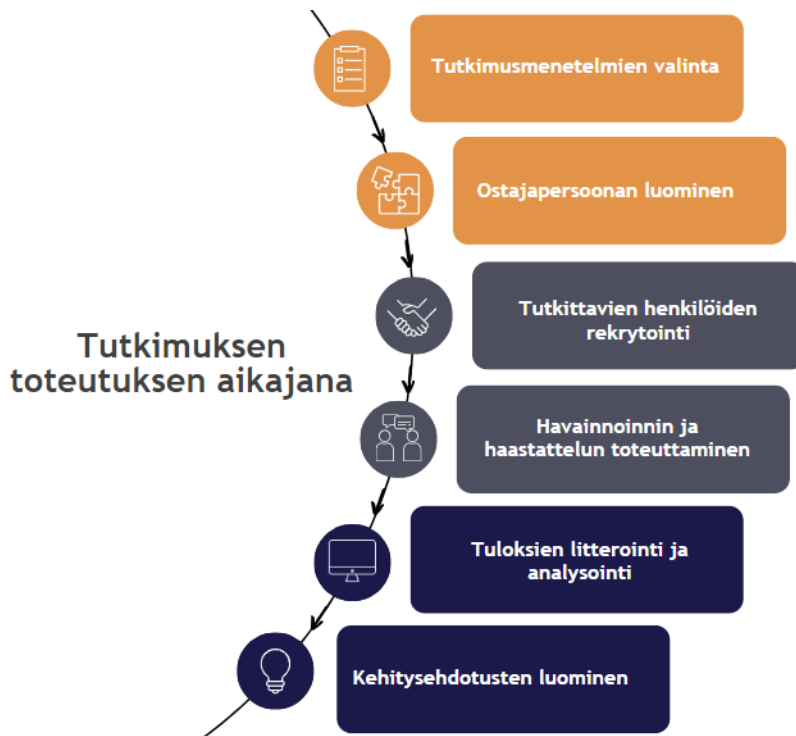 Tutkimuksen
toteutuksen aikajana
Tutkimusmenetelmien valinta
Ostajapersoonan luominen
Tutkittavien henkilöiden
rekrytointi
Havainnoinnin ja
haastattelun toteuttaminen
Tuloksien litterointi ja
analysointi
Kehitysehdotusten luominen